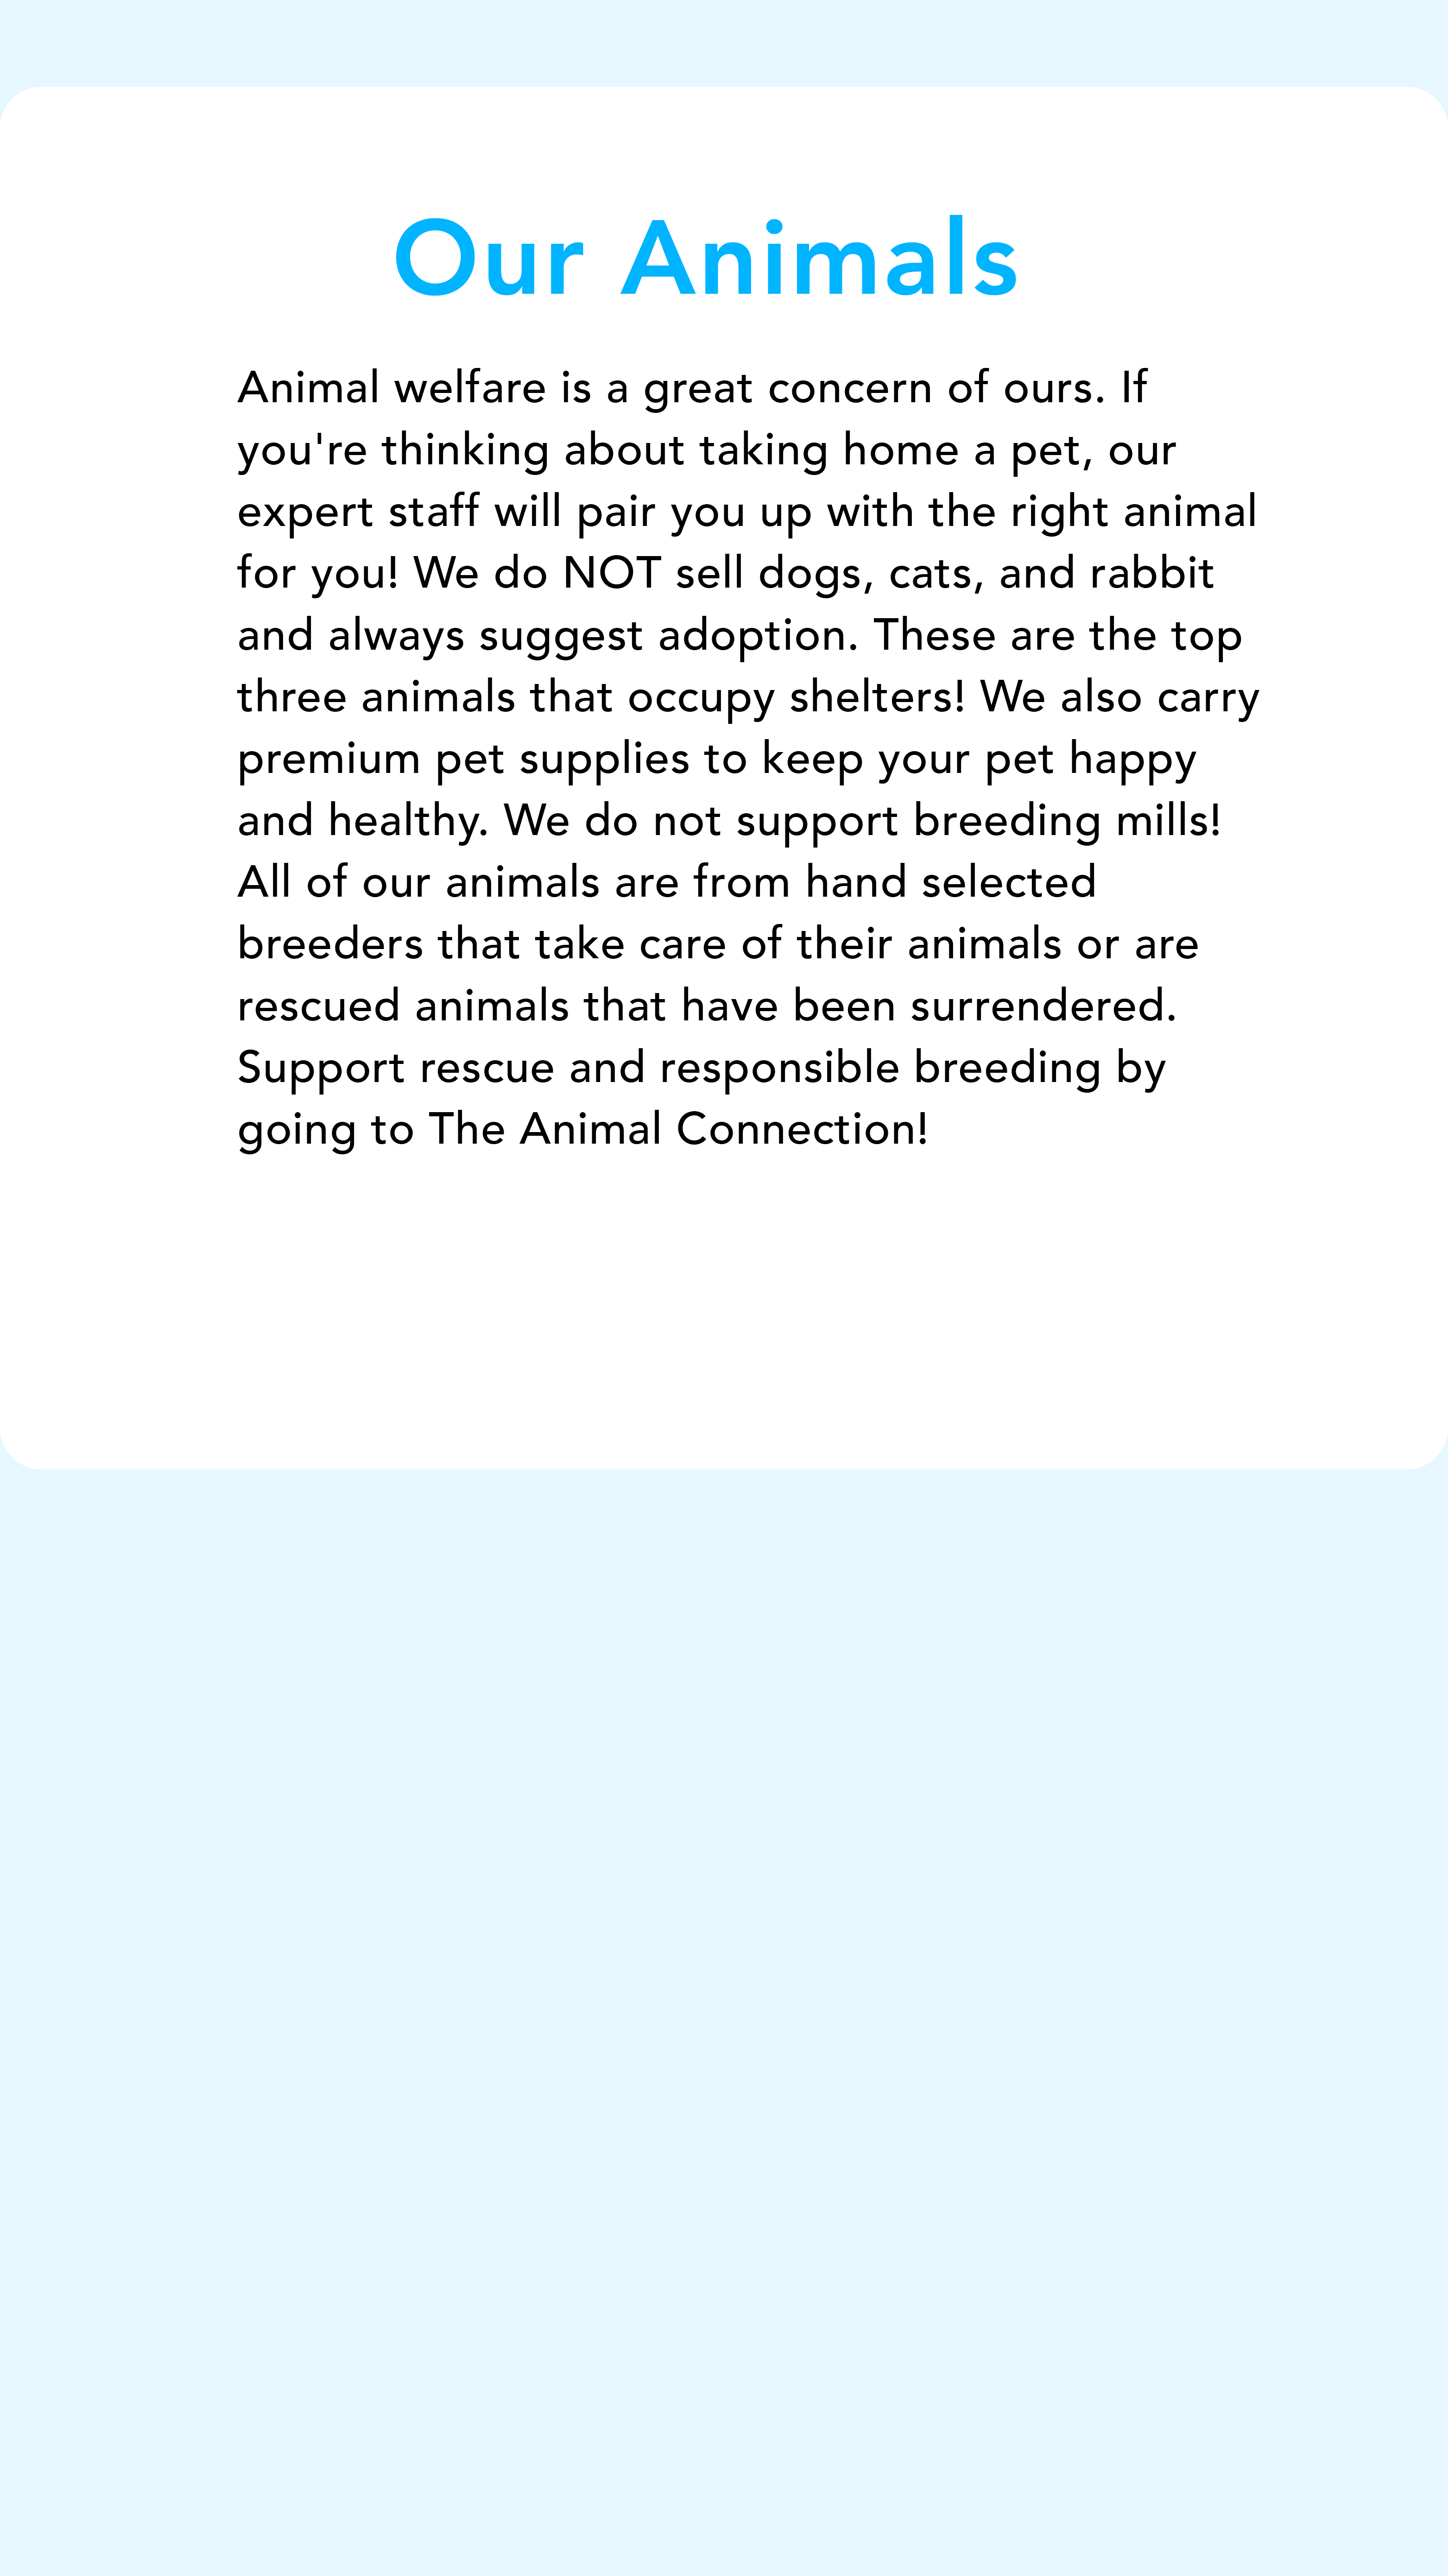 Our Animals
Animal welfare is a great concern of ours. If
you're thinking about taking home a pet, our
expert staff will pair you up with the right animal
for you! We do NOT sell dogs, cats, and rabbit
and always suggest adoption. These are the top
three animals that occupy shelters! We also carry
premium pet supplies to keep your pet happy
and healthy. We do not support breeding mills!
All of our animals are from hand selected
breeders that take care of their animals or are
rescued animals that have been surrendered.
Support rescue and responsible breeding by
going to The Animal Connection!